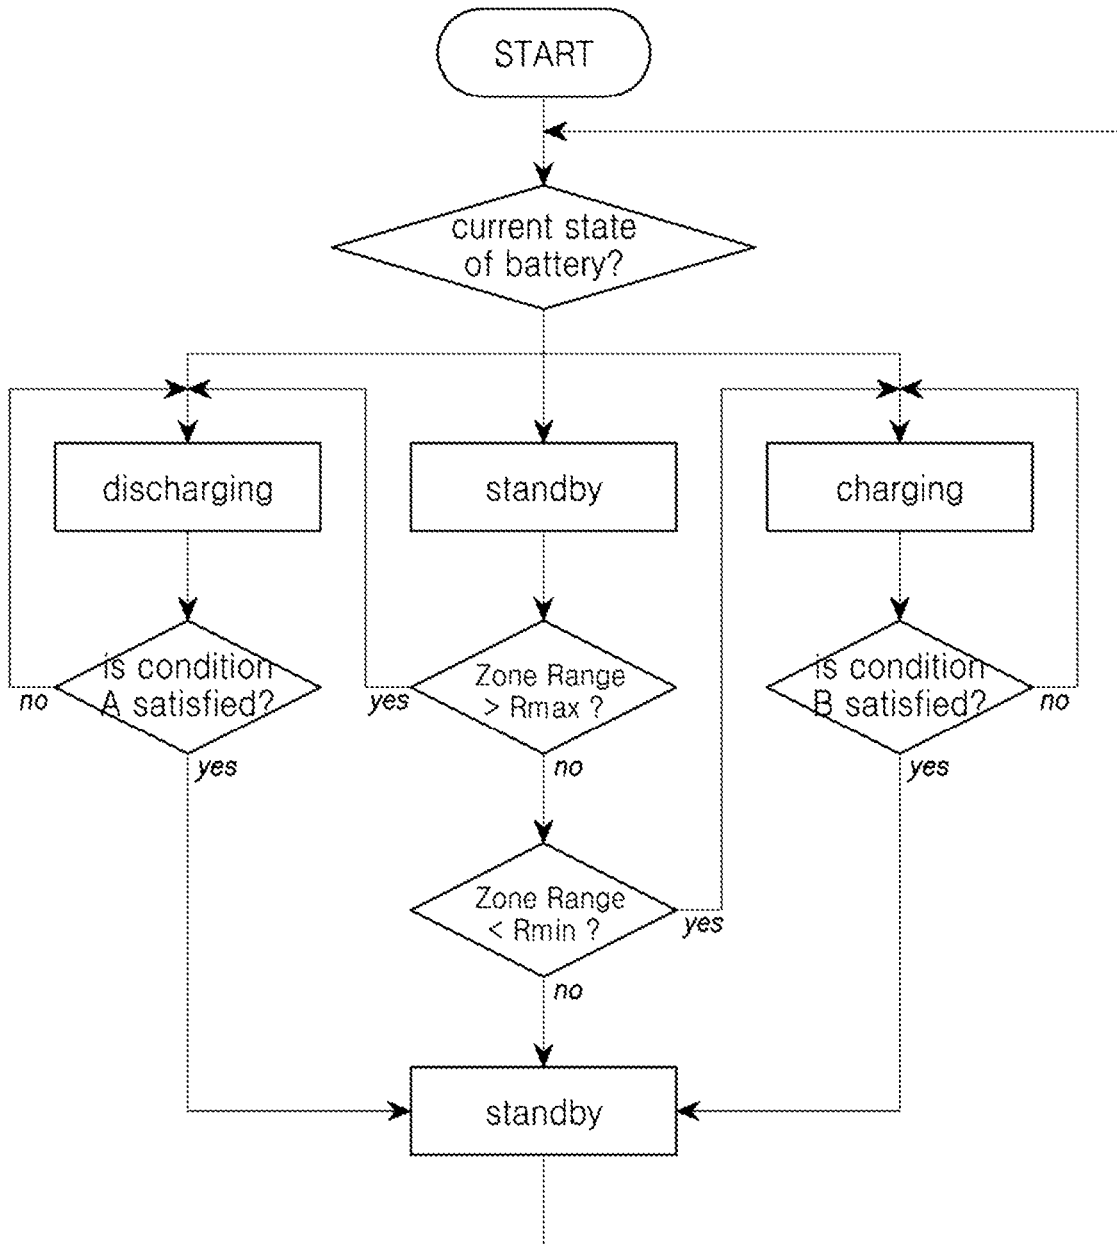 START
current state
of battery?
discharging
standby
charging
is condition
A satisfied?
no
yes
Zone Range
> Rmax ?
yes
no
is condition
B satisfied?
no
yes
Zone Range
< Rmin ?
yes
no
standby